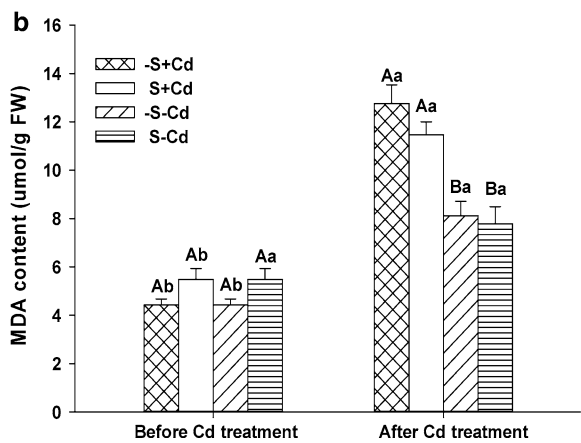 b
16
14
12
10
8
6
4
2
0
MDA content (umol/g FW)
-S+Cd
S+Cd
-S-Cd
S-Cd
Ab
Ab
Ab
Aa
Aa
Aa
Ba
Ba
Before Cd treatment
After Cd treatment